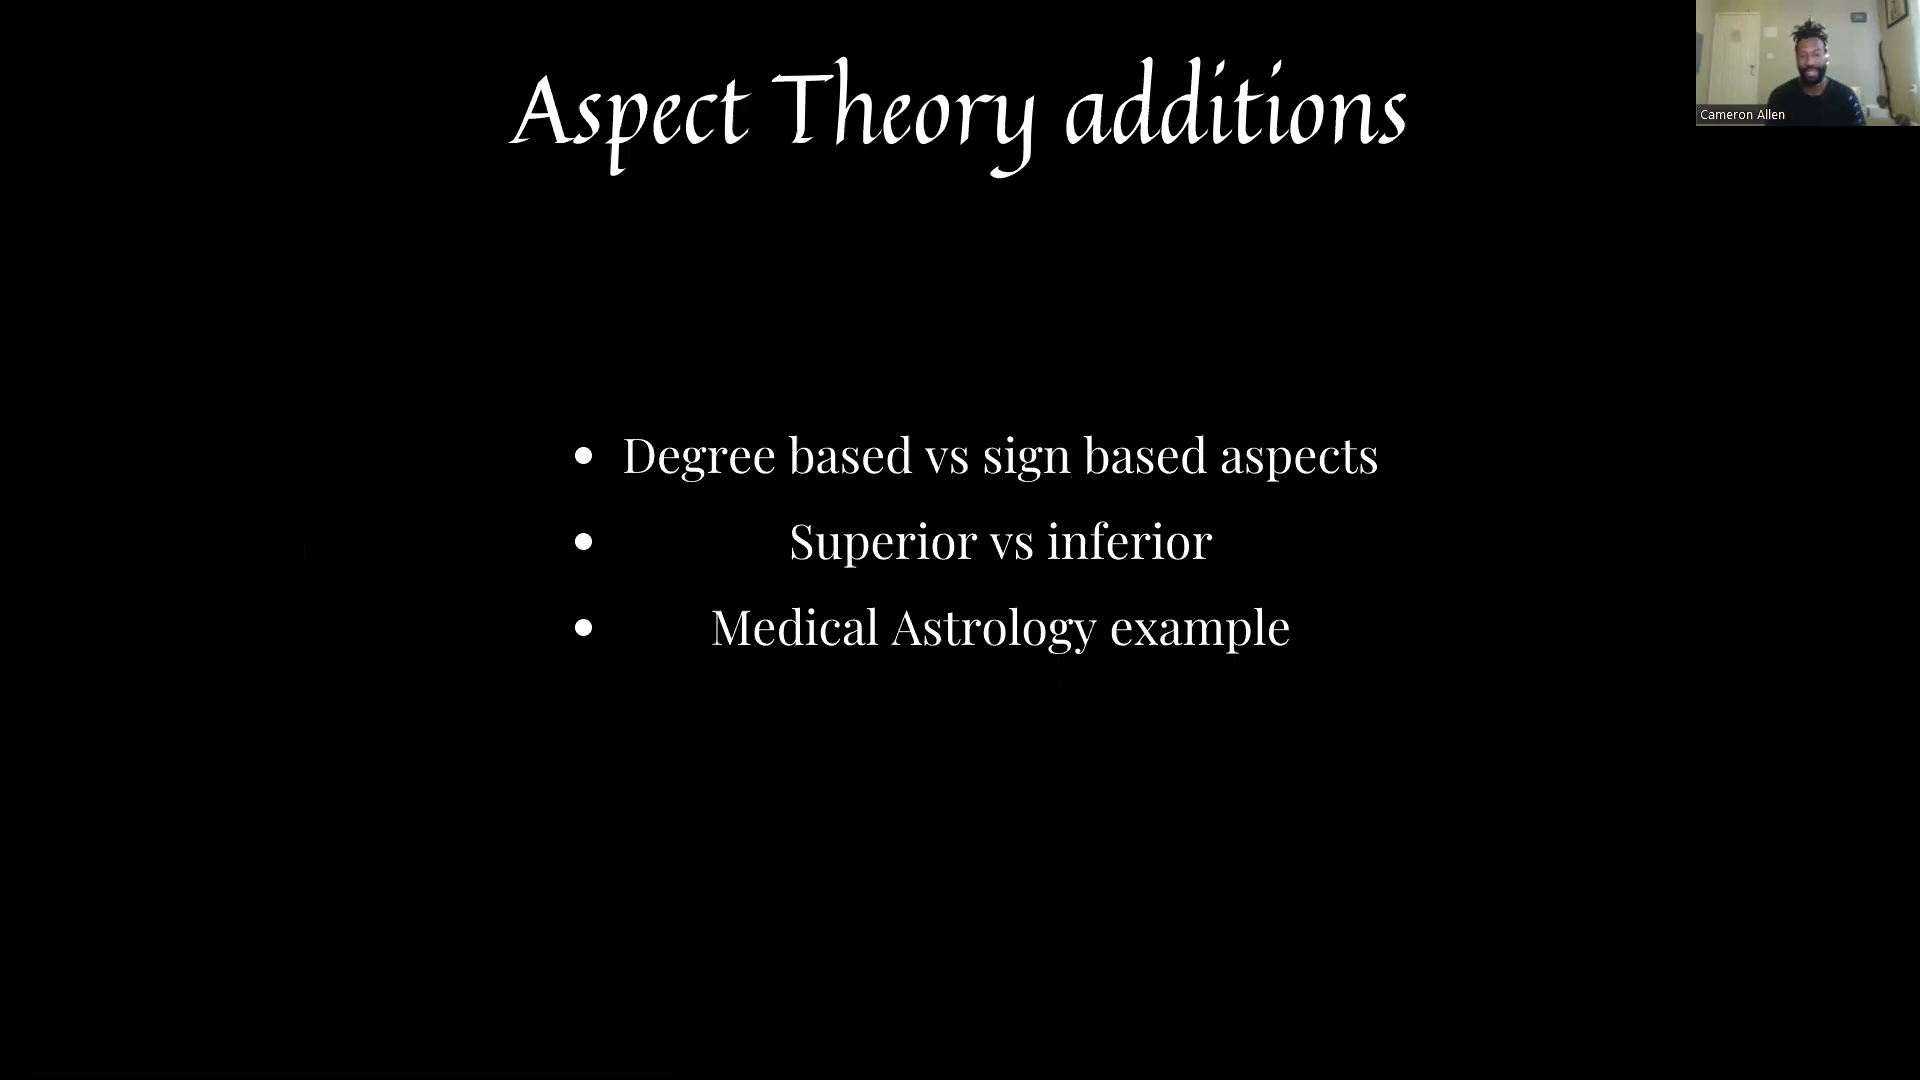 Aspect Theory additions
Cameron Allen
• Degree based vs sign based aspects
• Superior vs inferior
• Medical Astrology example